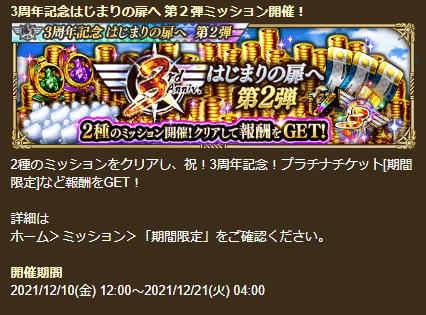 3周年記念はじまりの扉へ 第２弾ミッション開催！
3周年記念 はじまりの扉へ 第２弾
3rd
Anniv.
はじまりの扉へ
第2弾
2種のミッション開催!クリアして報酬をGET!
2種のミッションをクリアし、祝！3周年記念！プラチナチケット[期間
限定]など報酬をGET！
詳細は
ホーム＞ミッション＞「期間限定」をご確認ください。
開催期間
2021/12/10(金) 12:00～2021/12/21(火) 04:00